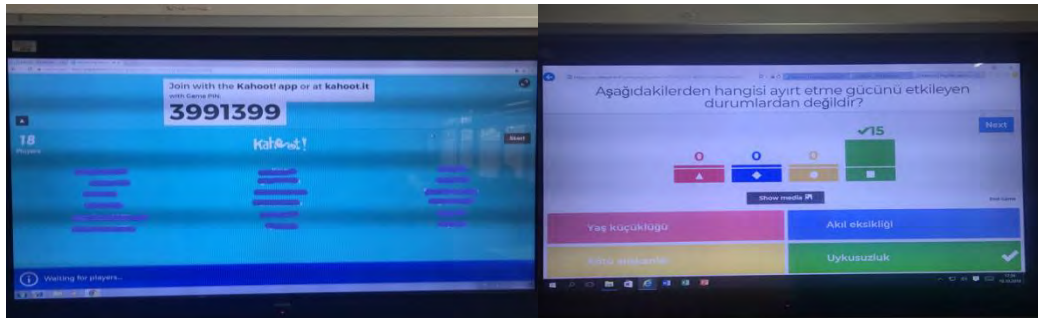 Join with the Kahoot! app or at kahoot.it
with Game PIN:
3991399
18
Players
Kahoot!
Start
Waiting for players...
Aşağıdakilerden hangisi ayırt etme gücünü etkileyen
durumlardan değildir?
Next
0
0
0
✓15
Show media
End Game
Yaş küçüklüğü
Akıl eksikliği
Uykusuzluk